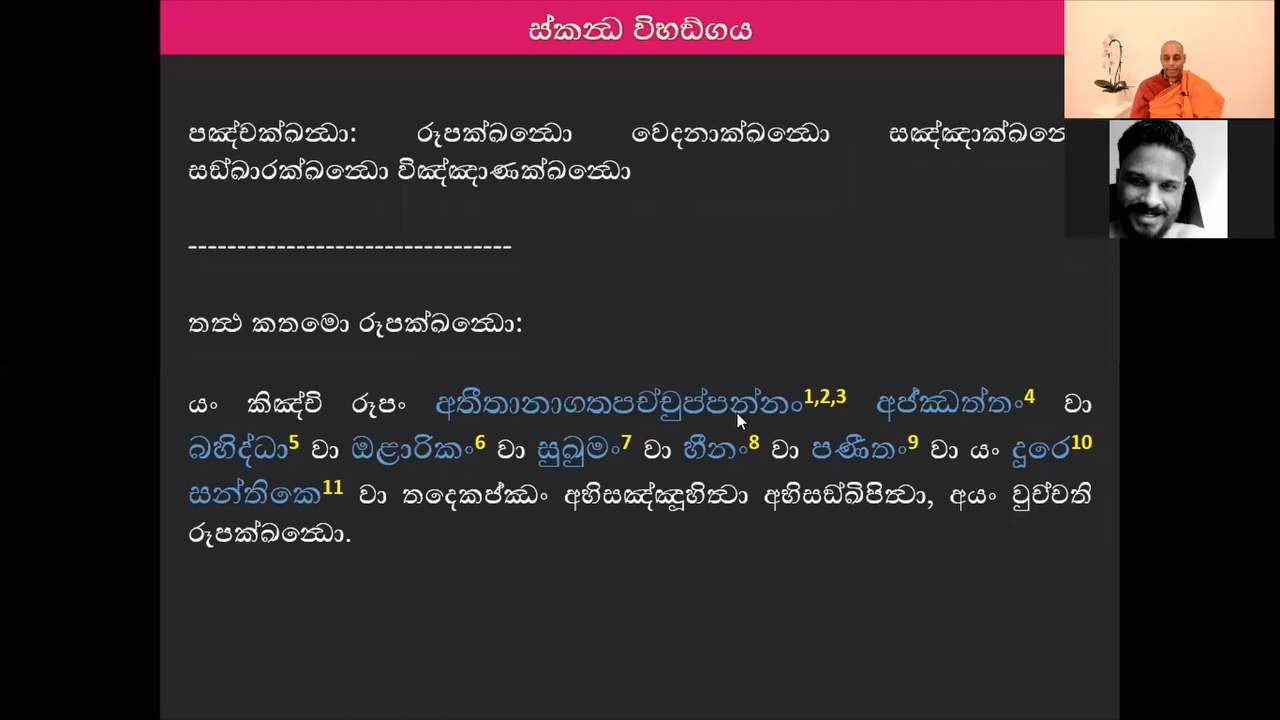 ස්කන්‍ධ විභඞ්ගය
පඤ්චක්ඛන්‍ධා: රූපක්ඛන්‍ධො වෙදනාක්ඛන්‍ධො
සඞ්ඛාරක්ඛන්‍ධො විඤ්ඤාණක්ඛන්‍ධො
---------------------------------
තත්‍ථ කතමො රූපක්ඛන්‍ධො:
යං කිඤ්චි රූපං අතීතානාගතපච්චුප්පන්නං1,2,3 අජ්ඣත්තං4 වා
බහිද්ධා5 වා ඔළාරිකං6 වා සුඛුමං7 වා හීනං8 වා පණීතං9 වා යං දූරෙ10
සන්තිකෙ11 වා තදෙකජ්ඣං අභිසඤ්ඤූහිත්‍වා අභිසඞ්ඛිපිත්‍වා, අයං වුච්චති
රූපක්ඛන්‍ධො.